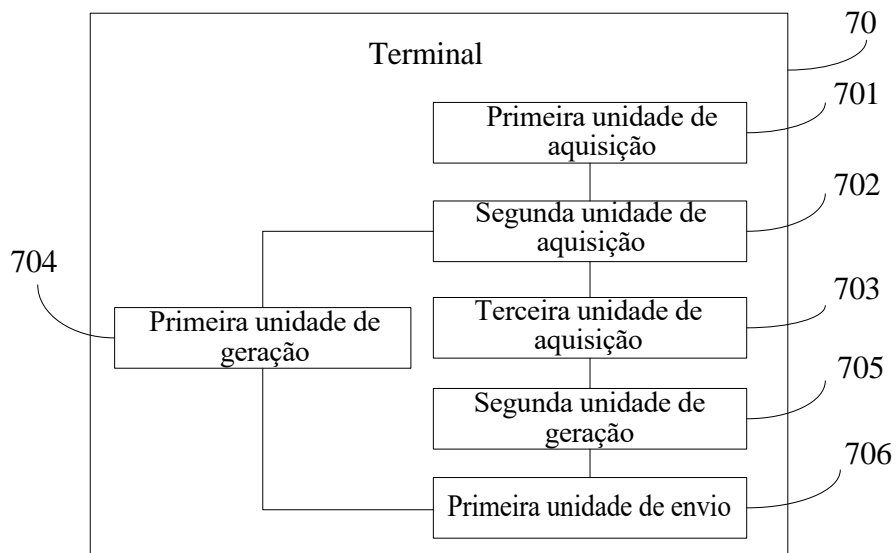 70
Terminal
701
Primeira unidade de
aquisição
702
Segunda unidade de
aquisição
704
703
Primeira unidade de
geração
Terceira unidade de
aquisição
705
Segunda unidade de
geração
706
Primeira unidade de envio